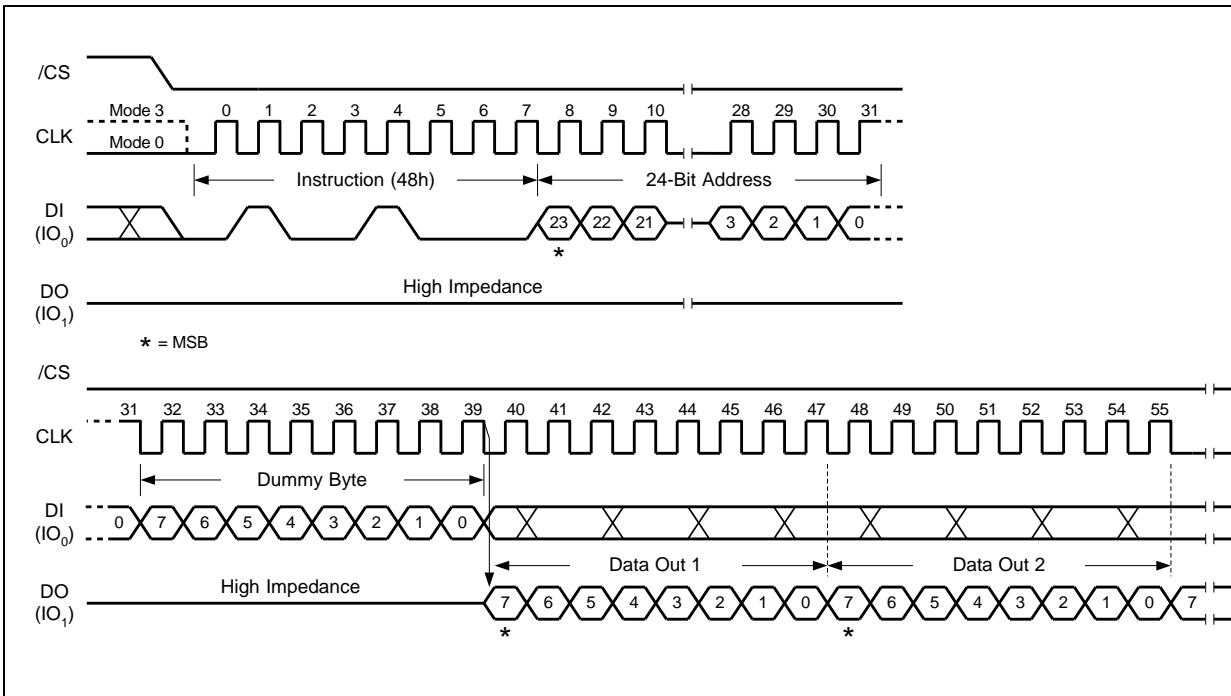 /CS
Mode 3 0 1 2 3 4 5 6 7 8 9 10 28 29 30 31
CLK
Mode 0
Instruction (48h) 24-Bit Address
DI
(IO0)
23 22 21 3 2 1 0
*
High Impedance
DO
(IO1)
* = MSB
/CS
31 32 33 34 35 36 37 38 39 40 41 42 43 44 45 46 47 48 49 50 51 52 53 54 55
CLK
Dummy Byte
DI
(IO0)
0 7 6 5 4 3 2 1 0
Data Out 1 Data Out 2
High Impedance
DO
(IO1)
7 6 5 4 3 2 1 0 7 6 5 4 3 2 1 0 7
* *